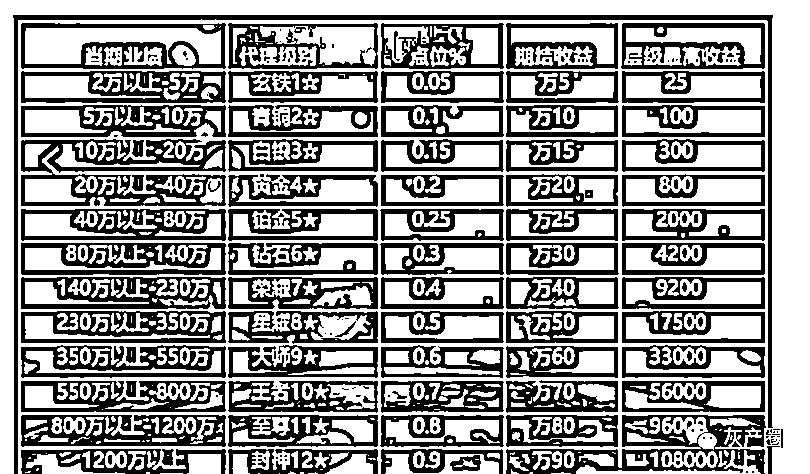 当期业绩 代理级别 点位% 期结收益 层级最高收益
2万以上-5万 玄铁1★ 0.05 万5 25
5万以上-10万 青铜2★ 0.1 万10 100
10万以上-20万 白银3★ 0.15 万15 300
20万以上-40万 黄金4★ 0.2 万20 800
40万以上-80万 铂金5★ 0.25 万25 2000
80万以上-140万 钻石6★ 0.3 万30 4200
140万以上-230万 荣耀7★ 0.4 万40 9200
230万以上-350万 星耀8★ 0.5 万50 17500
350万以上-550万 大师9★ 0.6 万60 33000
550万以上-800万 王者10★ 0.7 万70 56000
800万以上-1200万 至尊11★ 0.8 万80 96000
1200万以上 封神12★ 0.9 万90 108000以上
灰产圈